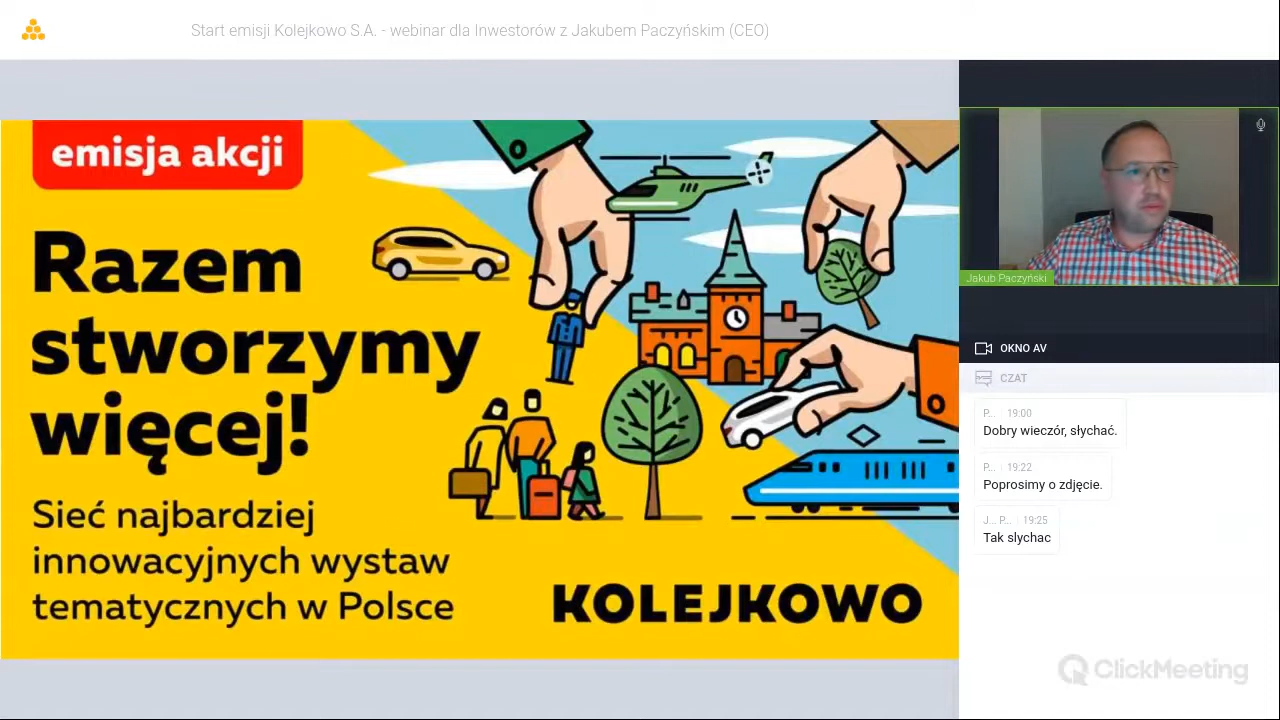 Start emisji Kolejkowo S.A. - webinar dla Inwestorów z Jakubem Paczyńskim (CEO)
emisja akcji
Razem
stworzymy
więcej!
Sieć najbardziej
innowacyjnych wystaw
tematycznych w Polsce
KOLEJKOWO
Jakub Paczyński
OKNO AV
CZAT
P... 19:00
Dobry wieczór, słychać.
P... 19:22
Poprosimy o zdjęcie.
J... P... 19:25
Tak slychac
ClickMeeting